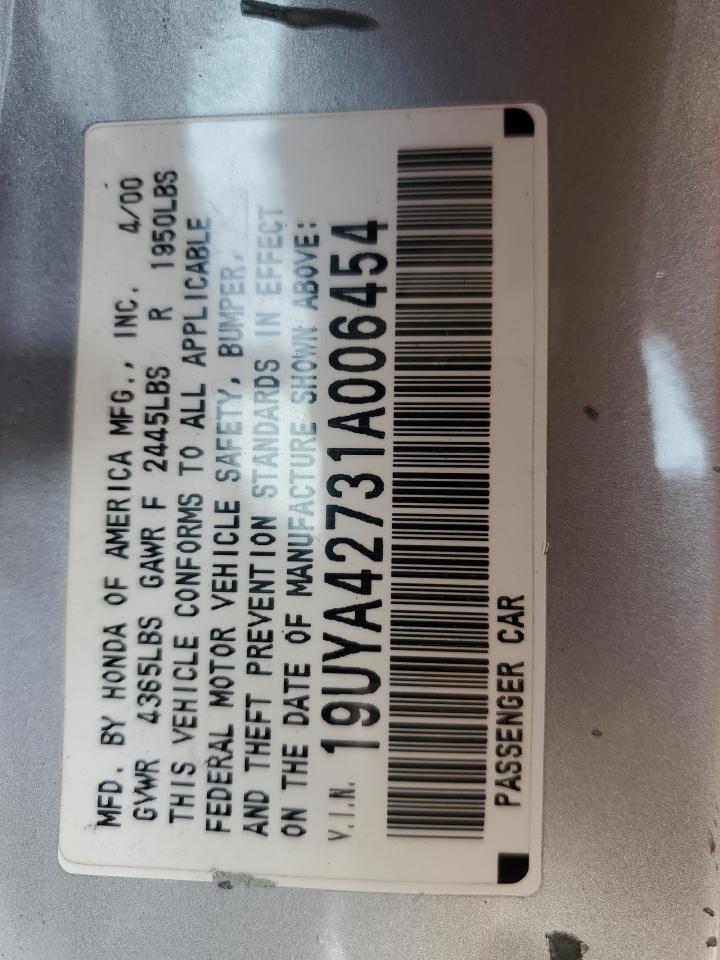 MFD. BY HONDA OF AMERICA MFG., INC. 4/00
GVWR 4365LBS GAWR F 2445LBS R 1950LBS
THIS VEHICLE CONFORMS TO ALL APPLICABLE
FEDERAL MOTOR VEHICLE SAFETY, BUMPER,
AND THEFT PREVENTION STANDARDS IN EFFECT
ON THE DATE OF MANUFACTURE SHOWN ABOVE:
V.I.N. 19UYA42731A006454
PASSENGER CAR